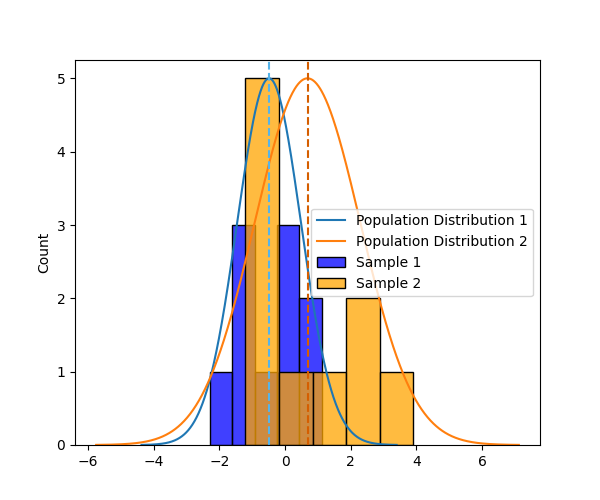 5
4
3
2
1
0
Count
−6 −4 −2 0 2 4 6
Population Distribution 1
Population Distribution 2
Sample 1
Sample 2